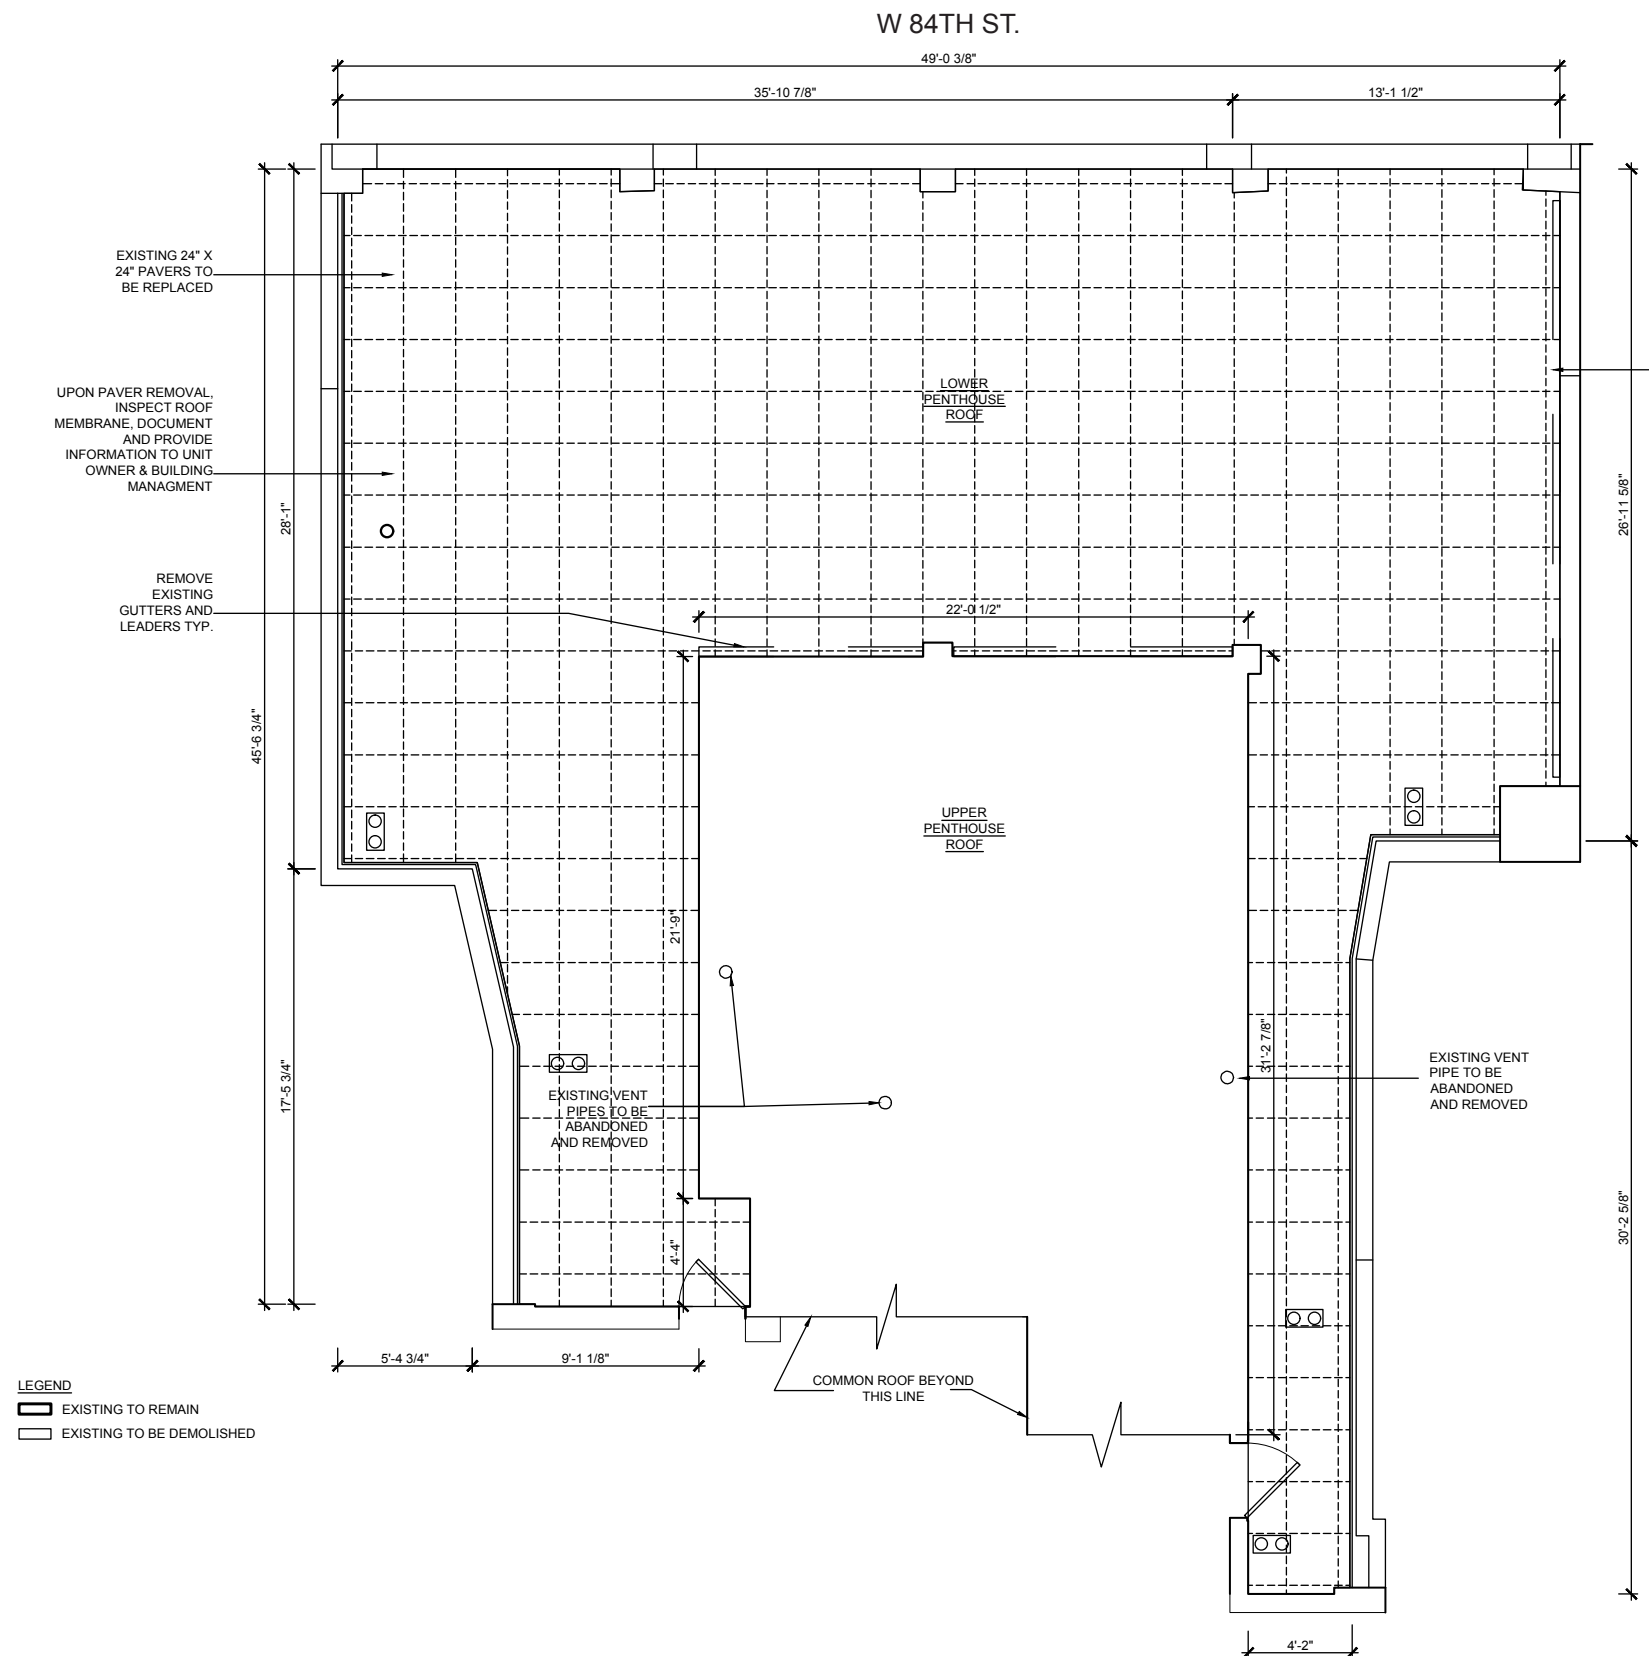 W 84TH ST.
49'-0 3/8"
35'-10 7/8"
13'-1 1/2"
EXISTING 24" X
24" PAVERS TO
BE REPLACED
LOWER
PENTHOUSE
ROOF
UPON PAVER REMOVAL,
INSPECT ROOF
MEMBRANE, DOCUMENT
AND PROVIDE
INFORMATION TO UNIT
OWNER & BUILDING
MANAGMENT
28'-1"
26'-11 5/8"
REMOVE
EXISTING
GUTTERS AND
LEADERS TYP.
22'-0 1/2"
45'-6 3/4"
UPPER
PENTHOUSE
ROOF
21'-9"
31'-2 7/8"
17'-5 3/4"
EXISTING VENT
PIPES TO BE
ABANDONED
AND REMOVED
EXISTING VENT
PIPE TO BE
ABANDONED
AND REMOVED
30'-2 5/8"
4'-4"
5'-4 3/4"
9'-1 1/8"
COMMON ROOF BEYOND
THIS LINE
LEGEND
EXISTING TO REMAIN
EXISTING TO BE DEMOLISHED
4'-2"